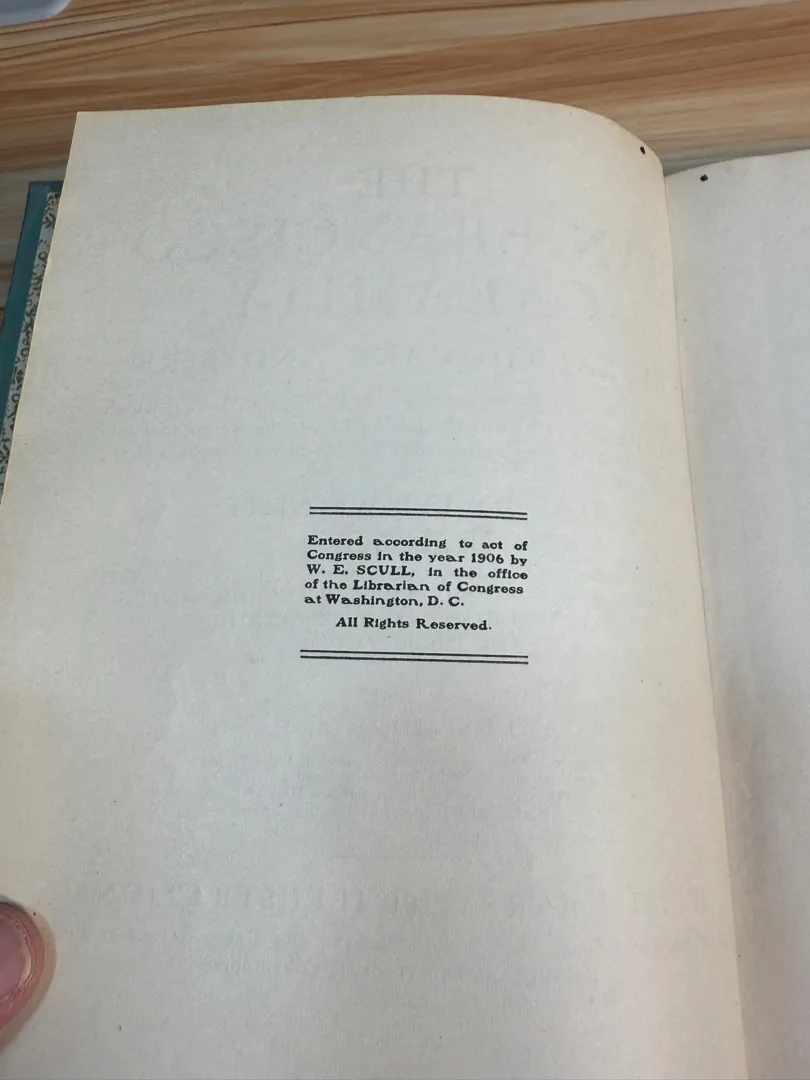 Entered according to act of
Congress in the year 1906 by
W. E. SCULL, in the office
of the Librarian of Congress
at Washington, D. C.
All Rights Reserved.